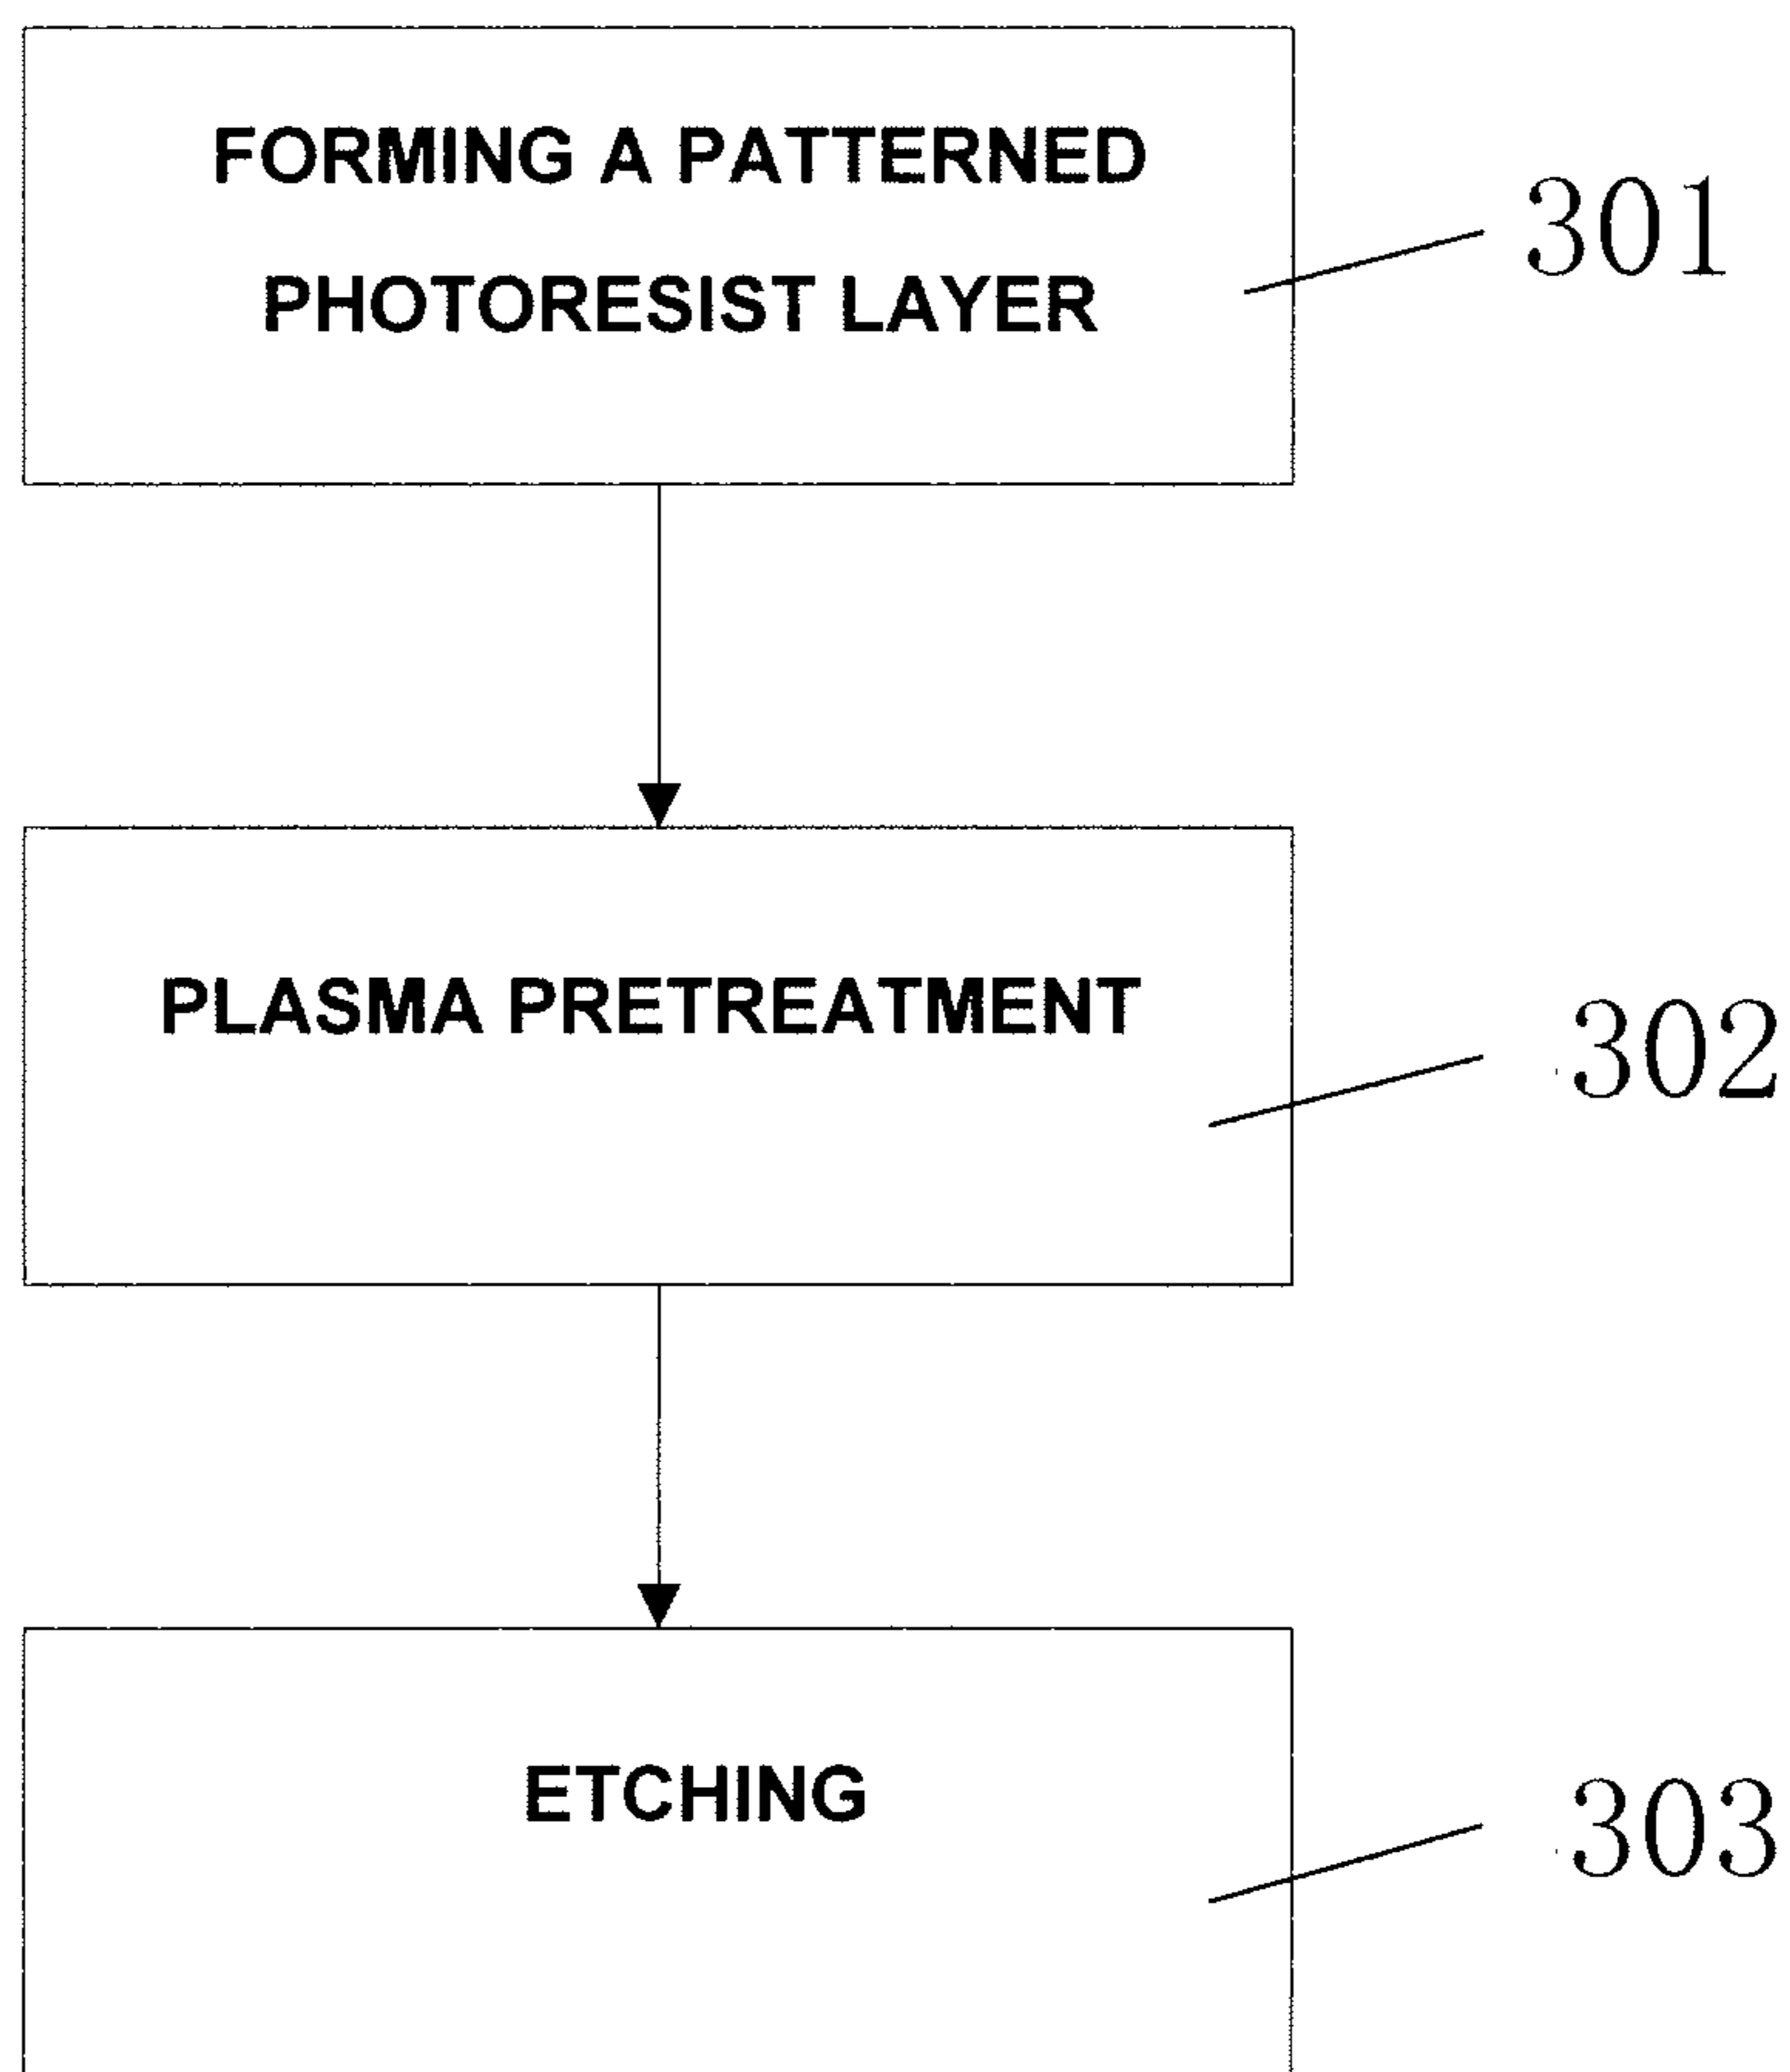 FORMING A PATTERNED
PHOTORESIST LAYER
301
PLASMA PRETREATMENT
302
ETCHING
303